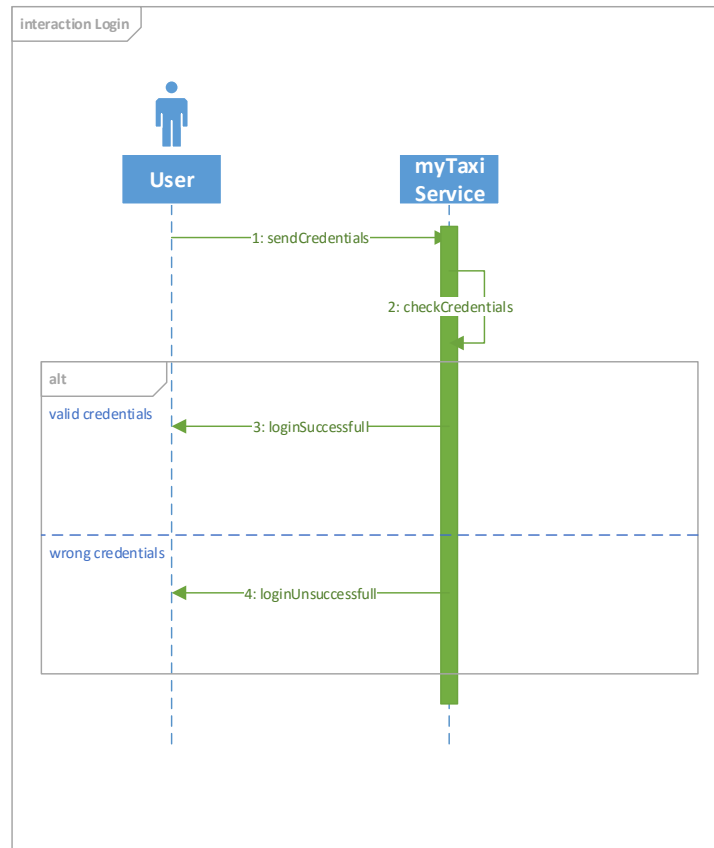 interaction Login
User
myTaxi
Service
1: sendCredentials
2: checkCredentials
alt
valid credentials
3: loginSuccessfull
wrong credentials
4: loginUnsuccessfull